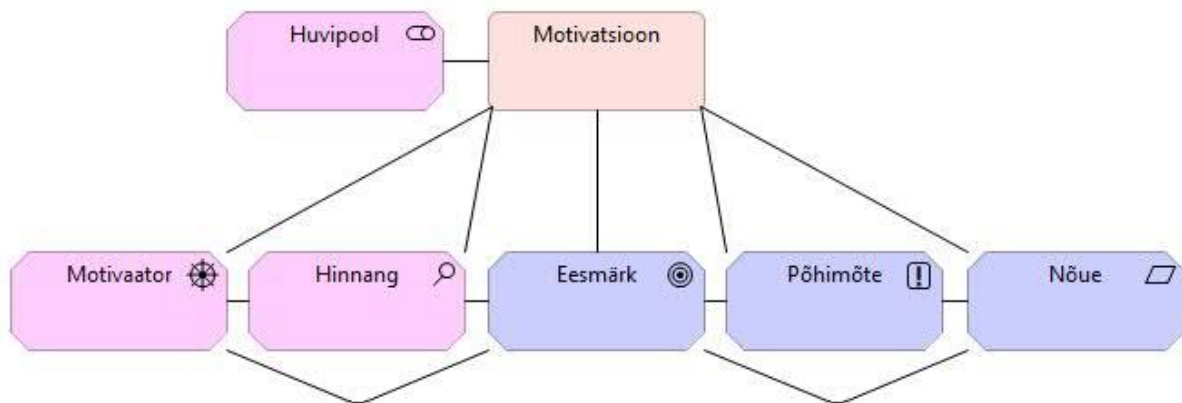 Huvipool
Motivatsioon
Motivaator
Hinnang
Eesmärk
Põhimõte
Nõue